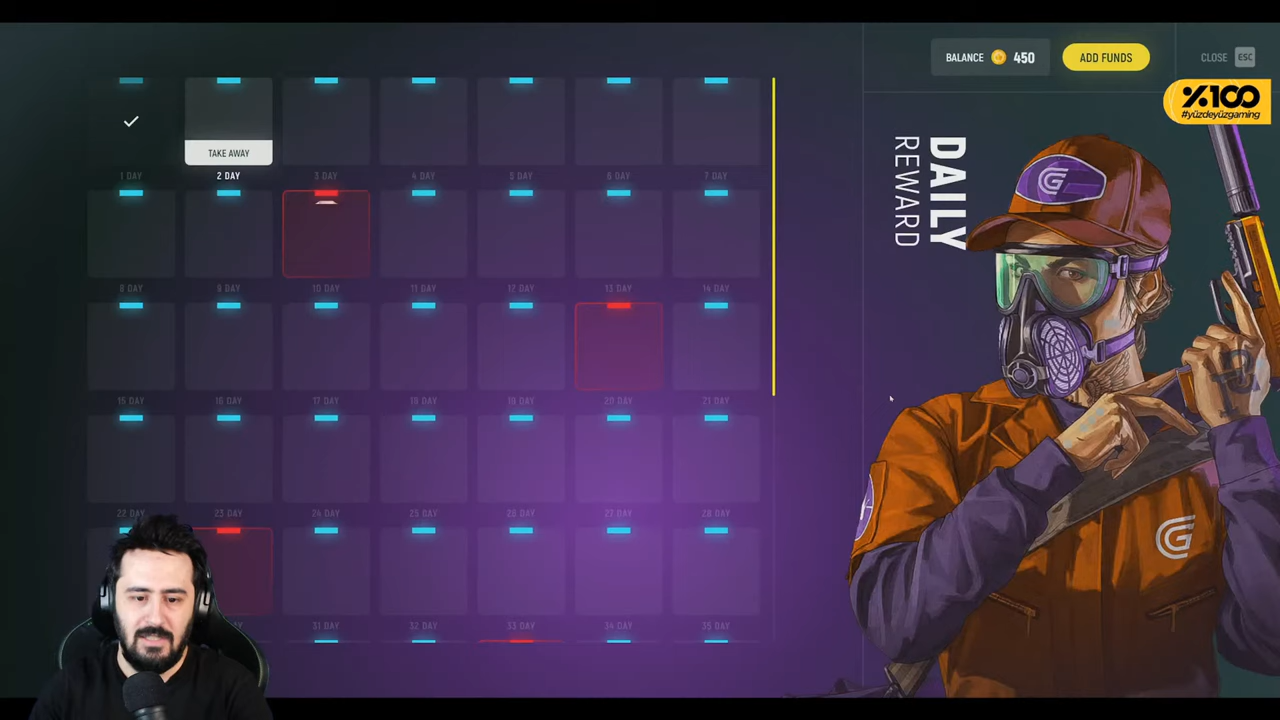 BALANCE 450 ADD FUNDS CLOSE ESC
%100
#yüzdeyüzgaming
DAILY
REWARD
TAKE AWAY
1 DAY 2 DAY 3 DAY 4 DAY 5 DAY 6 DAY 7 DAY
8 DAY 9 DAY 10 DAY 11 DAY 12 DAY 13 DAY 14 DAY
15 DAY 16 DAY 17 DAY 18 DAY 19 DAY 20 DAY 21 DAY
22 DAY 23 DAY 24 DAY 25 DAY 26 DAY 27 DAY 28 DAY
31 DAY 32 DAY 33 DAY 34 DAY 35 DAY
G
G